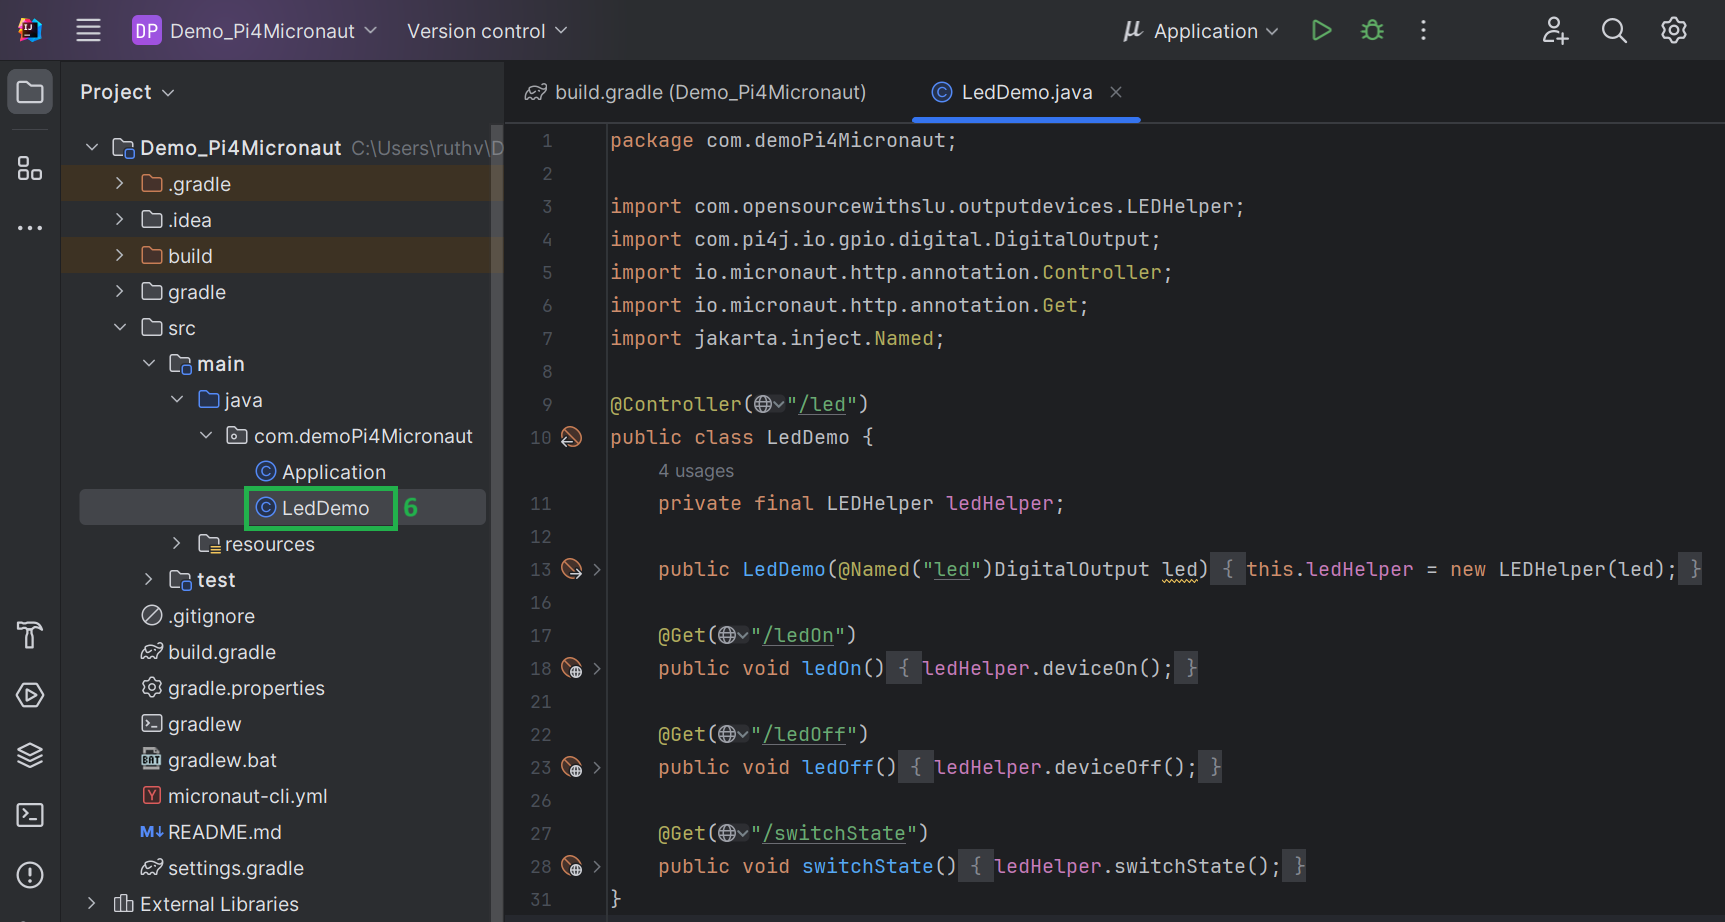 DP Demo_Pi4Micronaut Version control Application
Project
Demo_Pi4Micronaut C:\Users\ruthv\D
.gradle
.idea
build
gradle
src
main
java
com.demoPi4Micronaut
Application
LedDemo 6
resources
test
.gitignore
build.gradle
gradle.properties
gradlew
gradlew.bat
micronaut-cli.yml
README.md
settings.gradle
External Libraries
build.gradle (Demo_Pi4Micronaut) LedDemo.java
1 package com.demoPi4Micronaut;
2
3 import com.opensourcewithslu.outputdevices.LEDHelper;
4 import com.pi4j.io.gpio.digital.DigitalOutput;
5 import io.micronaut.http.annotation.Controller;
6 import io.micronaut.http.annotation.Get;
7 import jakarta.inject.Named;
8
9 @Controller("/led")
10 public class LedDemo {
4 usages
11 private final LEDHelper ledHelper;
12
13 public LedDemo(@Named("led")DigitalOutput led) { this.ledHelper = new LEDHelper(led); }
16
17 @Get("/ledOn")
18 public void ledOn() { ledHelper.deviceOn(); }
21
22 @Get("/ledOff")
23 public void ledOff() { ledHelper.deviceOff(); }
26
27 @Get("/switchState")
28 public void switchState() { ledHelper.switchState(); }
31 }